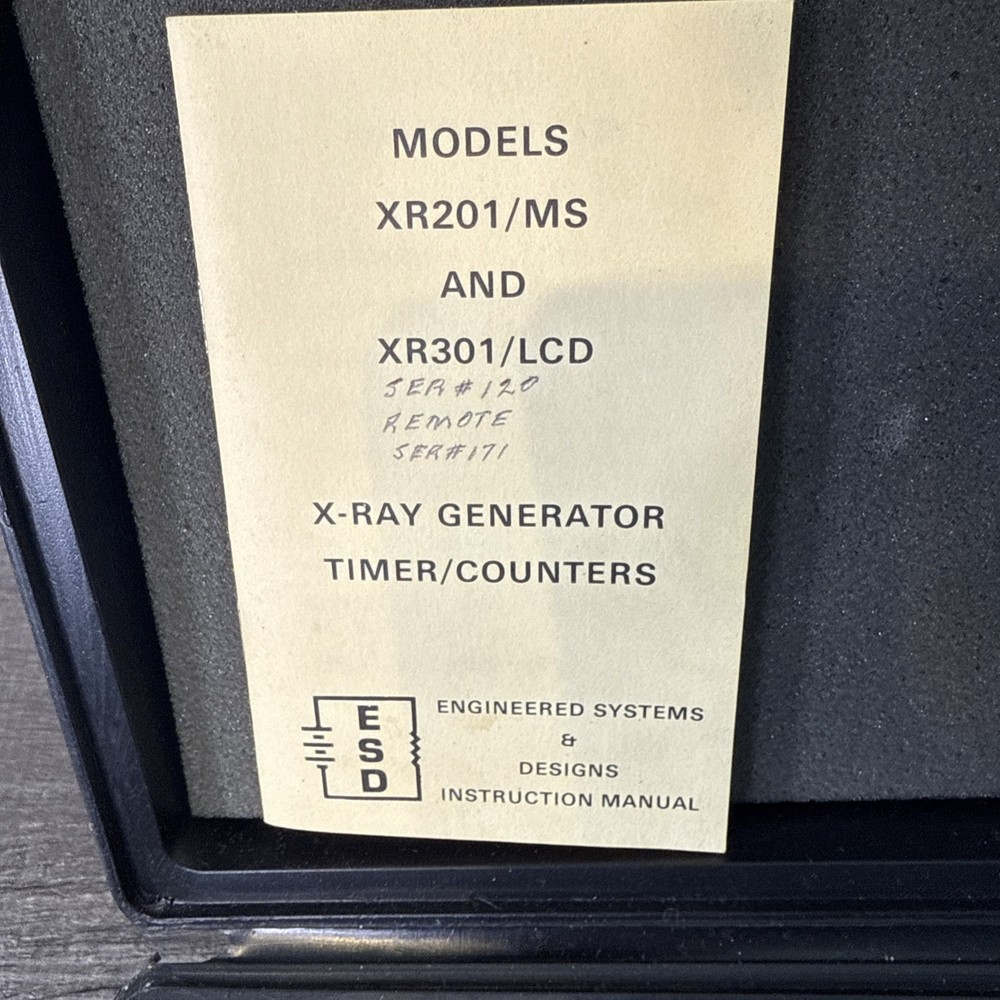 MODELS
XR201/MS
AND
XR301/LCD
SER#120
REMOTE
SER#171
X-RAY GENERATOR
TIMER/COUNTERS
E
S
D
ENGINEERED SYSTEMS
&
DESIGNS
INSTRUCTION MANUAL